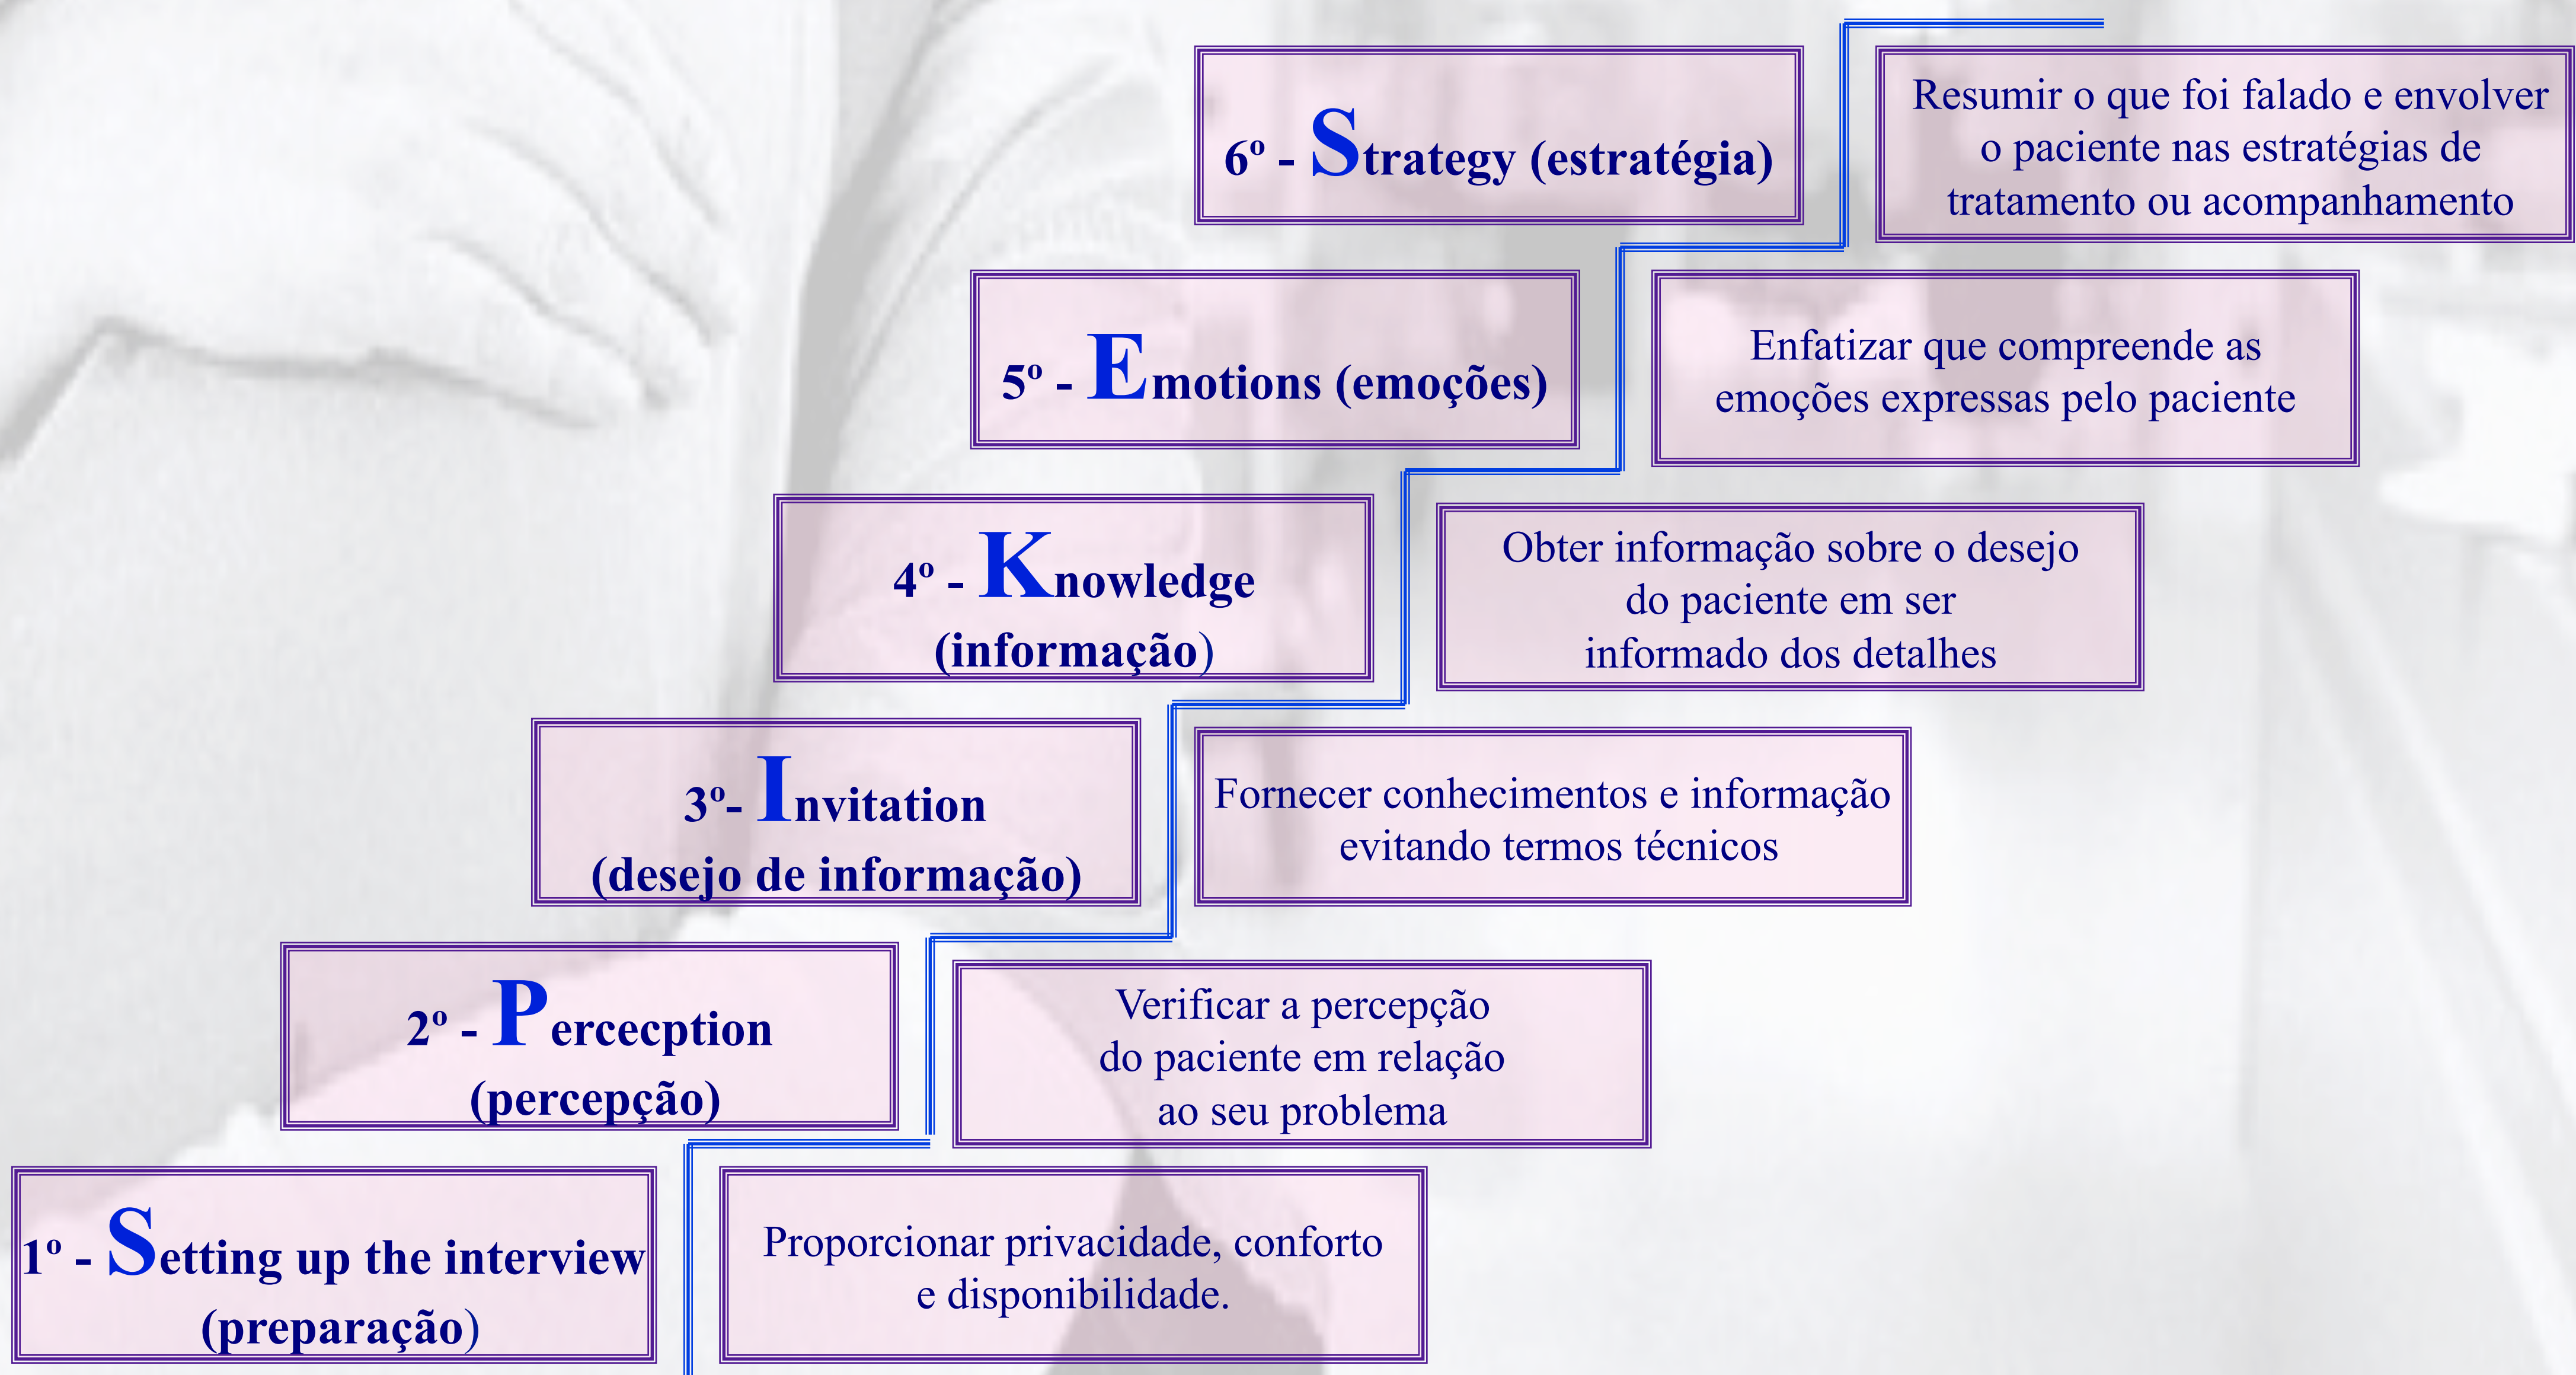 6º - Strategy (estratégia)
Resumir o que foi falado e envolver
o paciente nas estratégias de
tratamento ou acompanhamento
5º - Emotions (emoções)
Enfatizar que compreende as
emoções expressas pelo paciente
4º - Knowledge
(informação)
Obter informação sobre o desejo
do paciente em ser
informado dos detalhes
3º- Invitation
(desejo de informação)
Fornecer conhecimentos e informação
evitando termos técnicos
2º - Percecption
(percepção)
Verificar a percepção
do paciente em relação
ao seu problema
1º - Setting up the interview
(preparação)
Proporcionar privacidade, conforto
e disponibilidade.